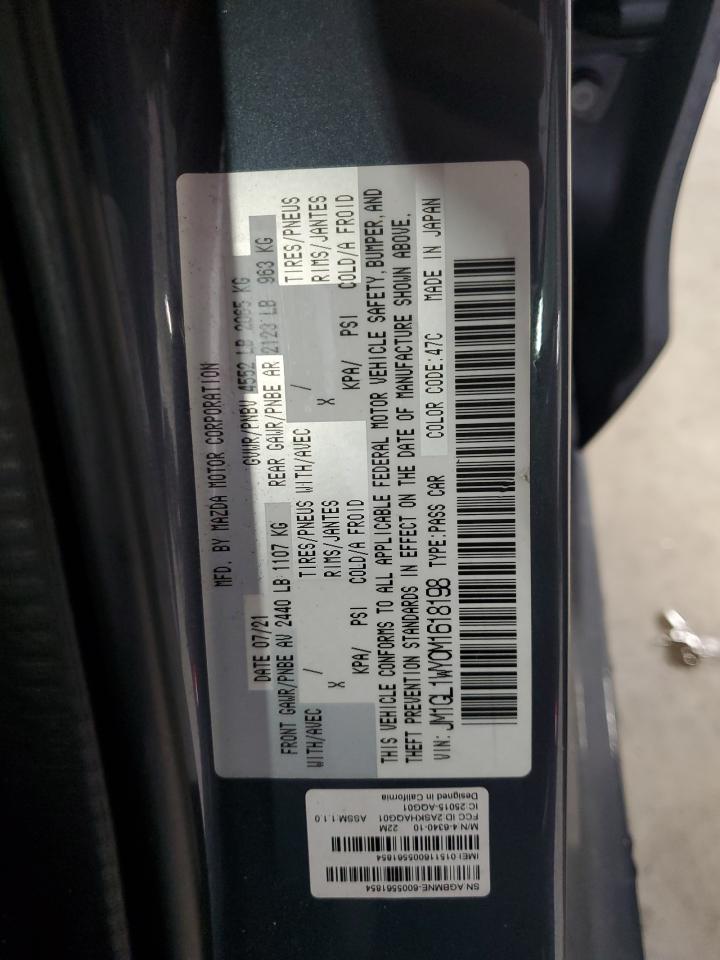 MFD. BY MAZDA MOTOR CORPORATION
DATE 07/21 GVWR/PNBV 4552 LB 2065 KG
FRONT GAWR/PNBE AV 2440 LB 1107 KG REAR GAWR/PNBE AR 2123 LB 963 KG
WITH/AVEC / TIRES/PNEUS WITH/AVEC / TIRES/PNEUS
X RIMS/JANTES X RIMS/JANTES
KPA/ PSI COLD/A FROID KPA/ PSI COLD/A FROID
THIS VEHICLE CONFORMS TO ALL APPLICABLE FEDERAL MOTOR VEHICLE SAFETY, BUMPER, AND
THEFT PREVENTION STANDARDS IN EFFECT ON THE DATE OF MANUFACTURE SHOWN ABOVE.
VIN: JM1GL1WY0M1618198 TYPE:PASS CAR COLOR CODE:47C MADE IN JAPAN
SN AGBMNE-6005561854
IMEI 015116005561854
M/N 4-6340-10 22M
FCC ID 2ASKHAQG01 ASSM:1.1.0
IC:25015-AQG01
Designed in California